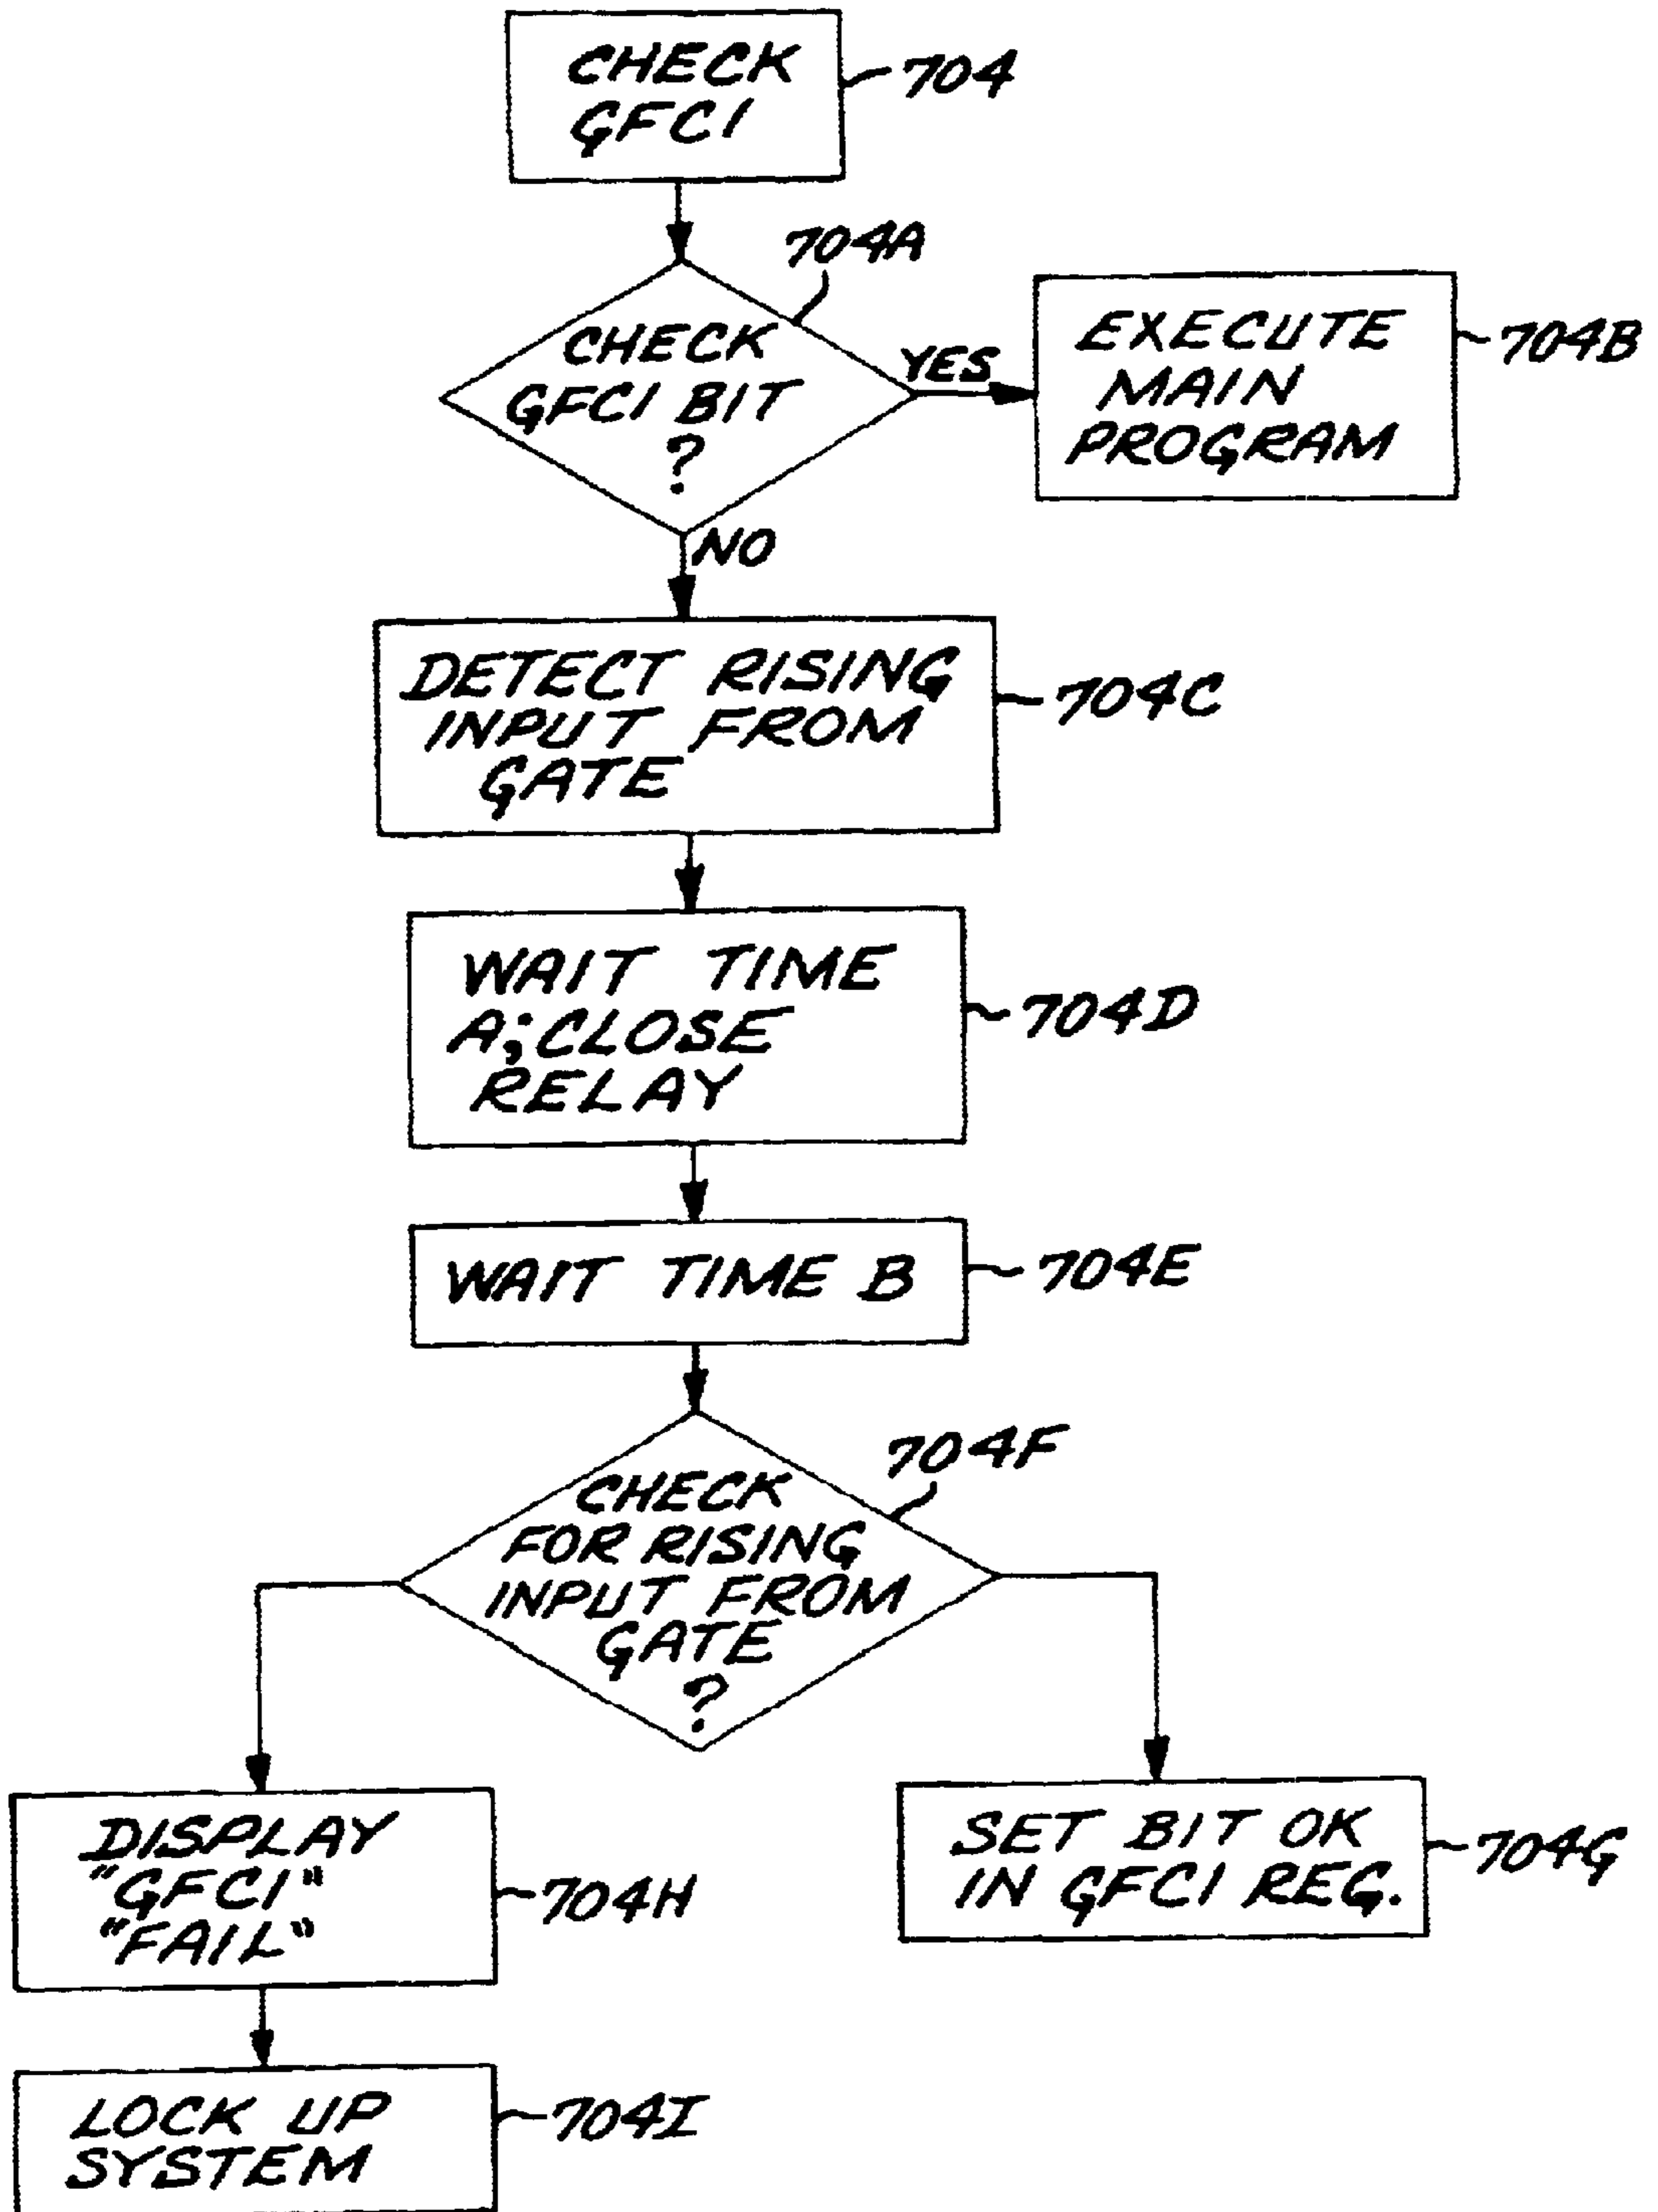 CHECK
GFCI
704
704A
CHECK
GFCI BIT
?
YES
EXECUTE
MAIN
PROGRAM
704B
NO
DETECT RISING
INPUT FROM
GATE
704C
WAIT TIME
A; CLOSE
RELAY
704D
WAIT TIME B
704E
704F
CHECK
FOR RISING
INPUT FROM
GATE
?
DISPLAY
"GFCI"
"FAIL"
704H
SET BIT OK
IN GFCI REG.
704G
LOCK UP
SYSTEM
704I